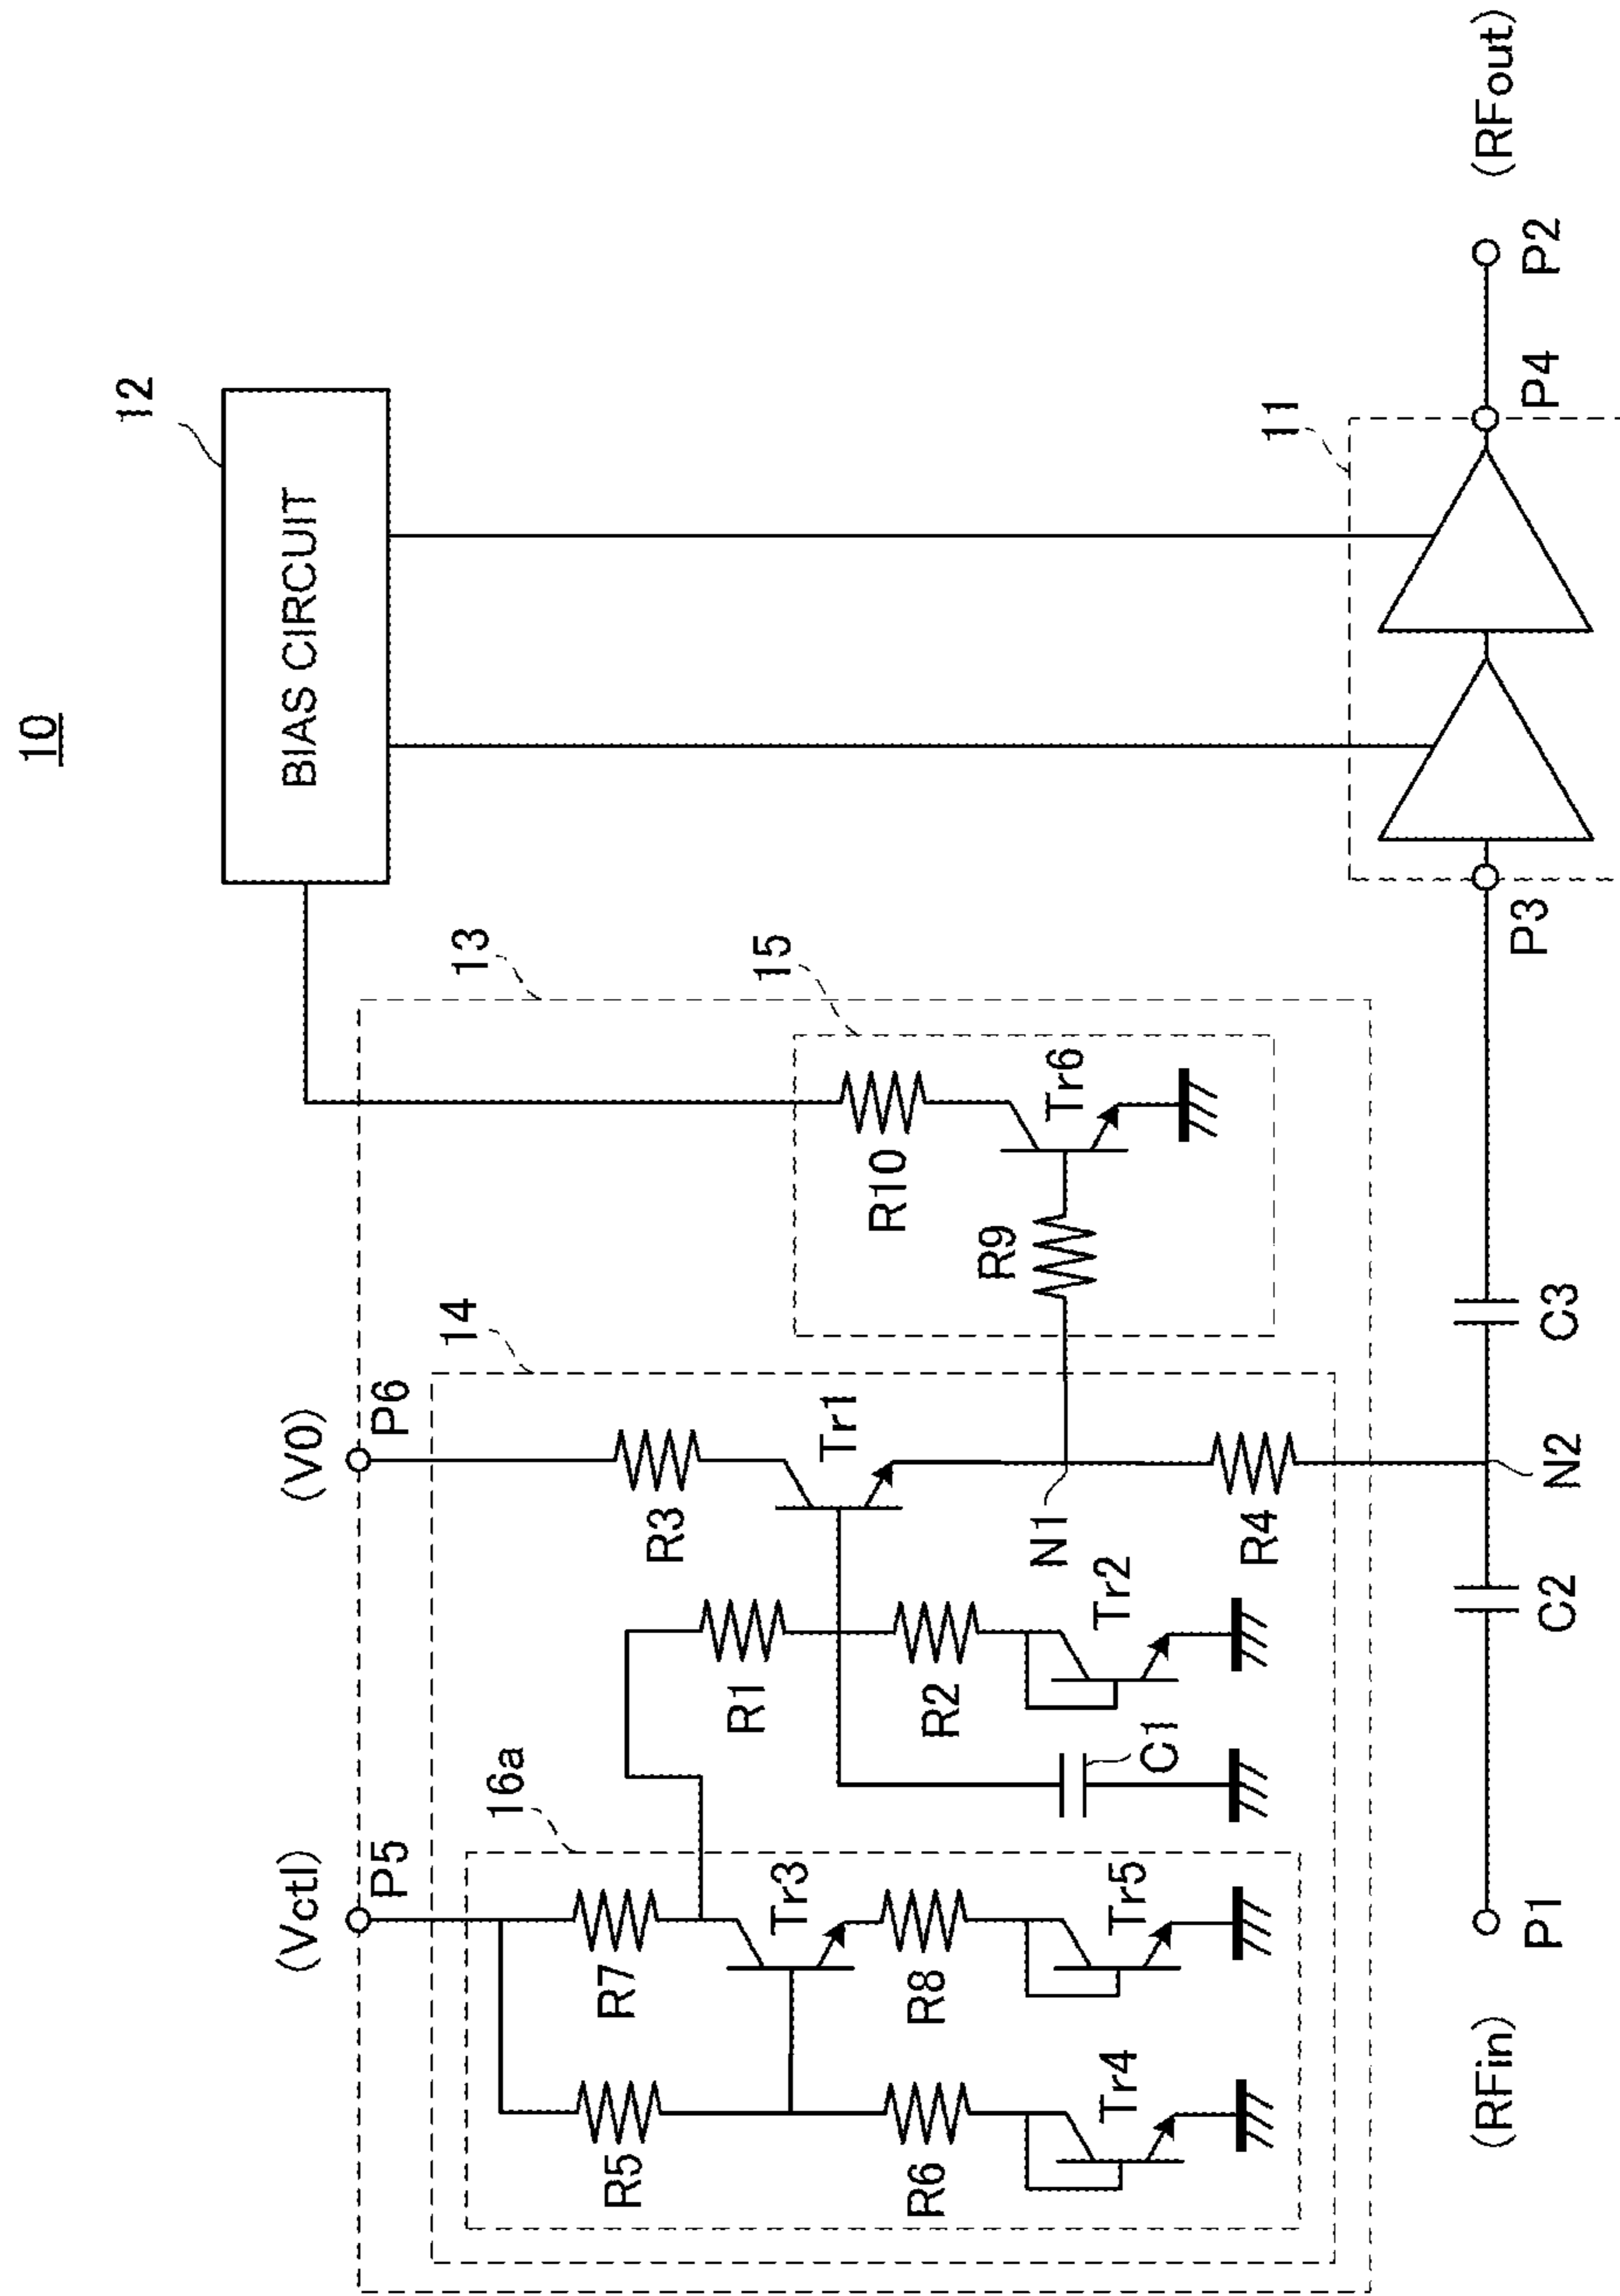 10
12
BIAS CIRCUIT
13
15
R10
Tr6
R9
14
(V0)
P6
R3
Tr1
N1
R4
R1
R2
Tr2
C1
(Vctl)
P5
16a
R7
Tr3
R8
Tr5
R5
R6
Tr4
11
(RFin)
P1
C2
N2
C3
P3
P4
P2
(RFout)